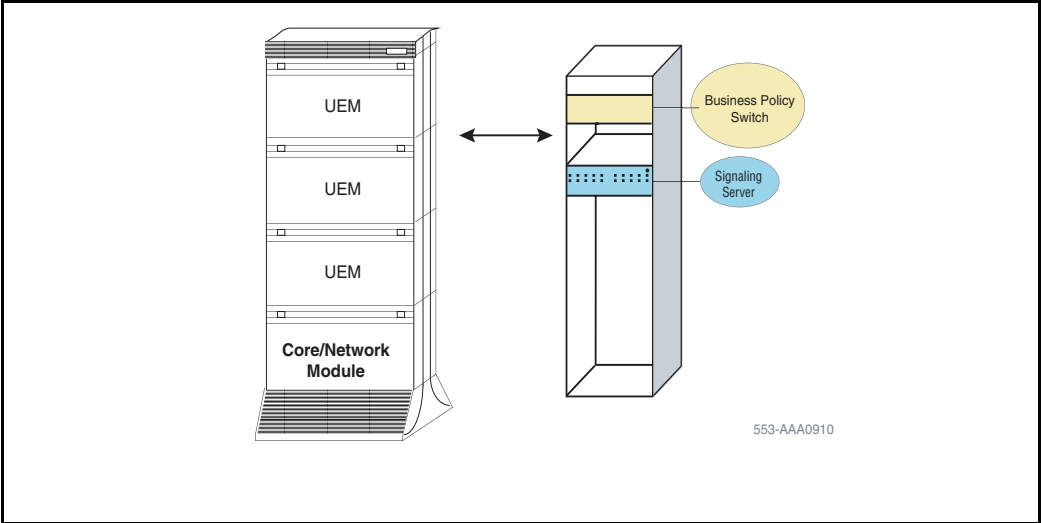 UEM
UEM
UEM
Core/Network
Module
Business Policy
Switch
Signaling
Server
553-AAA0910